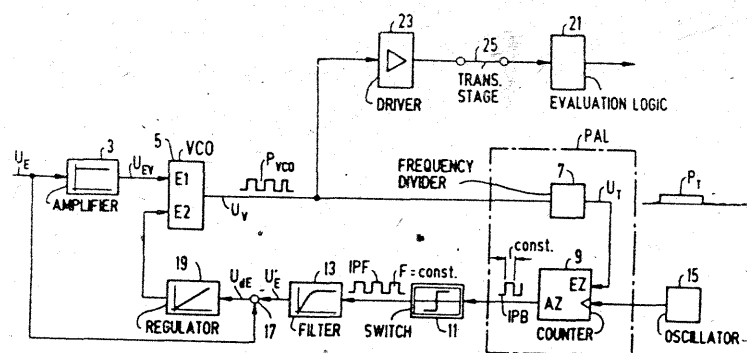 23
25
21
TRANS. STAGE
DRIVER
EVALUATION LOGIC
5 VCO
PAL
3
U_E
U_EV
E1
P_VCO
FREQUENCY DIVIDER
7
U_T
P_T
AMPLIFIER
E2
U_V
const.
19
U_dE
U'_E
13
IPF
F = const.
9
EZ
15
AZ
IPB
REGULATOR
17
FILTER
SWITCH
11
COUNTER
OSCILLATOR